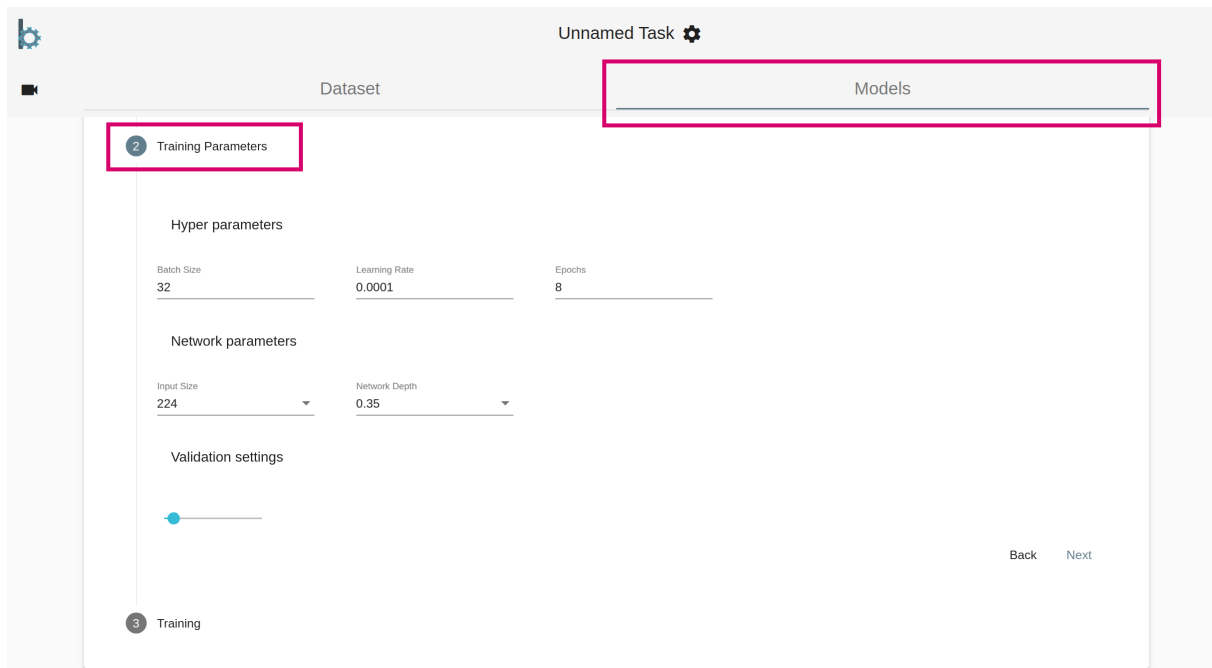 Unnamed Task
Dataset
Models
2 Training Parameters
Hyper parameters
Batch Size
Learning Rate
Epochs
32
0.0001
8
Network parameters
Input Size
Network Depth
224
0.35
Validation settings
Back
Next
3 Training